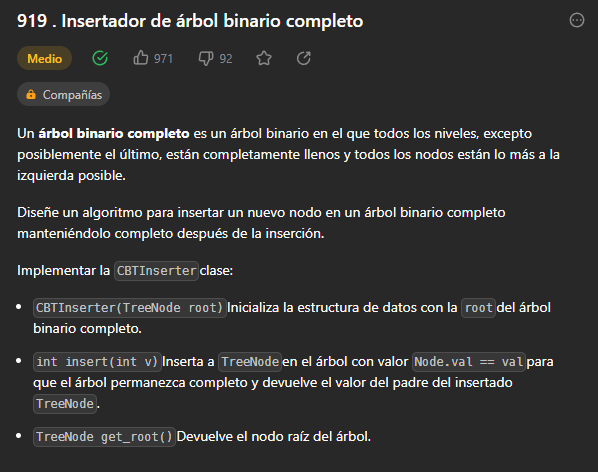 919 . Insertador de árbol binario completo
Medio 971 92
Compañías
Un árbol binario completo es un árbol binario en el que todos los niveles, excepto
posiblemente el último, están completamente llenos y todos los nodos están lo más a la
izquierda posible.
Diseñe un algoritmo para insertar un nuevo nodo en un árbol binario completo
manteniéndolo completo después de la inserción.
Implementar la CBTInserter clase:
• CBTInserter(TreeNode root) Inicializa la estructura de datos con la root del árbol
binario completo.
• int insert(int v) Inserta a TreeNode en el árbol con valor Node.val == val para
que el árbol permanezca completo y devuelve el valor del padre del insertado
TreeNode.
• TreeNode get_root() Devuelve el nodo raíz del árbol.